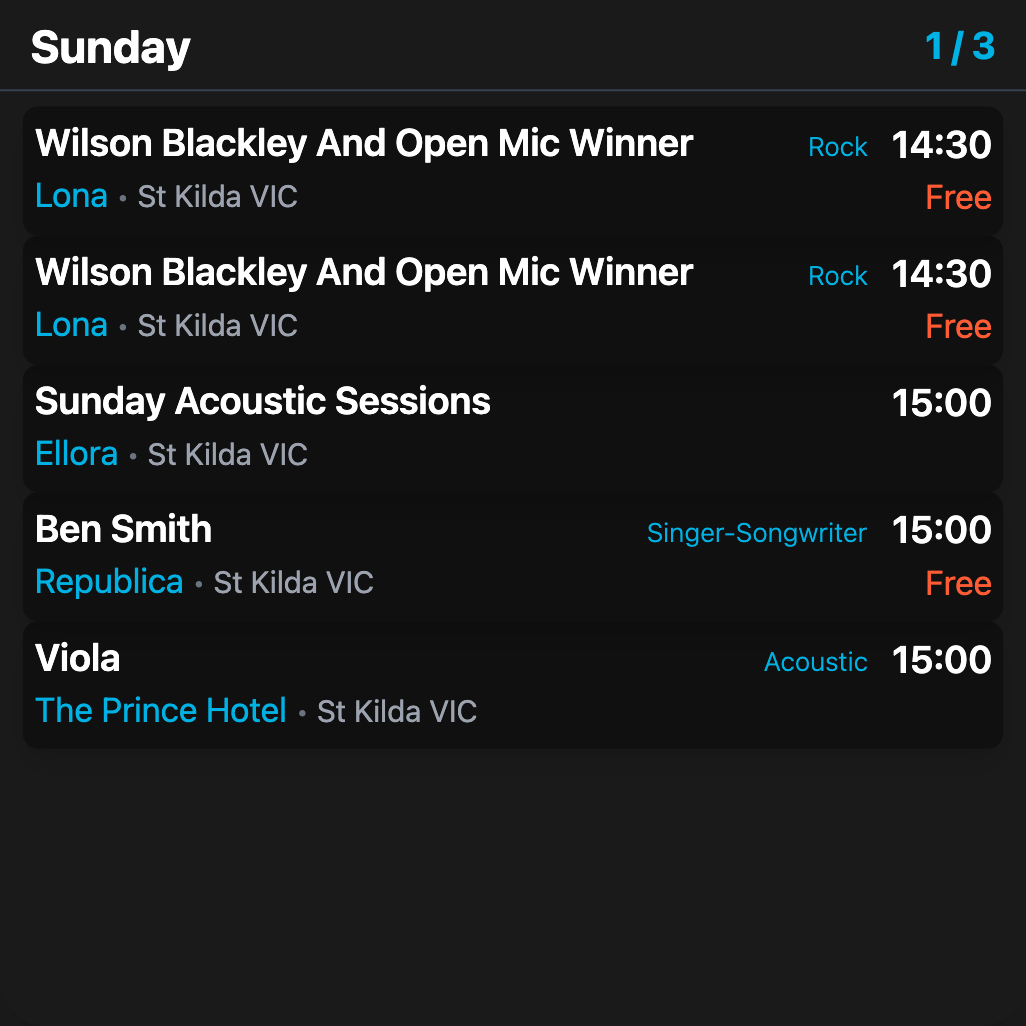 Sunday 1 / 3
Wilson Blackley And Open Mic Winner Rock 14:30
Lona • St Kilda VIC Free
Wilson Blackley And Open Mic Winner Rock 14:30
Lona • St Kilda VIC Free
Sunday Acoustic Sessions 15:00
Ellora • St Kilda VIC
Ben Smith Singer-Songwriter 15:00
Republica • St Kilda VIC Free
Viola Acoustic 15:00
The Prince Hotel • St Kilda VIC